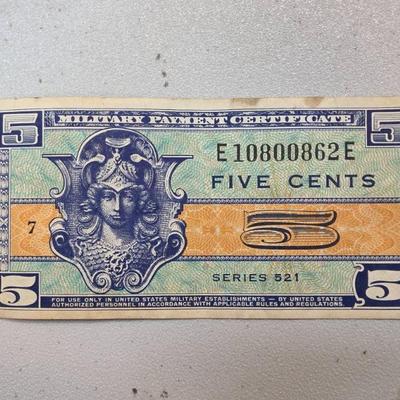 5 MILITARY PAYMENT CERTIFICATE 5
E10800862E
FIVE CENTS
7
5
SERIES 521
5 FOR USE ONLY IN UNITED STATES MILITARY ESTABLISHMENTS — BY UNITED STATES 5
AUTHORIZED PERSONNEL IN ACCORDANCE WITH APPLICABLE RULES AND REGULATIONS.